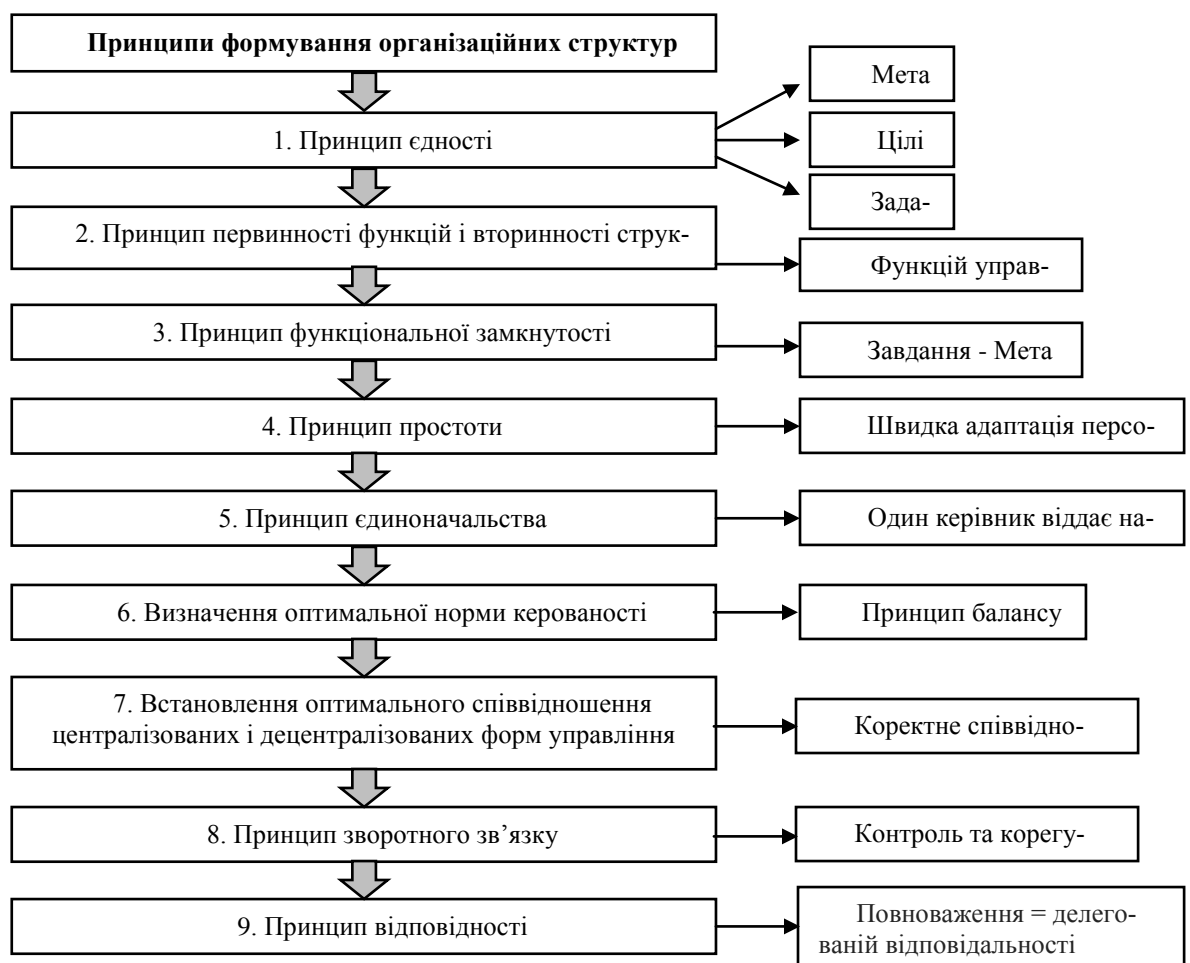 Принципи формування організаційних структур
Мета
1. Принцип єдності
Цілі
Зада-
2. Принцип первинності функцій і вторинності струк-
Функцій управ-
3. Принцип функціональної замкнутості
Завдання - Мета
4. Принцип простоти
Швидка адаптація персо-
5. Принцип єдиноначальства
Один керівник віддає на-
6. Визначення оптимальної норми керованості
Принцип балансу
7. Встановлення оптимального співвідношення
централізованих і децентралізованих форм управління
Коректне співвідно-
8. Принцип зворотного зв’язку
Контроль та корегу-
9. Принцип відповідності
Повноваження = делего-
ваній відповідальності